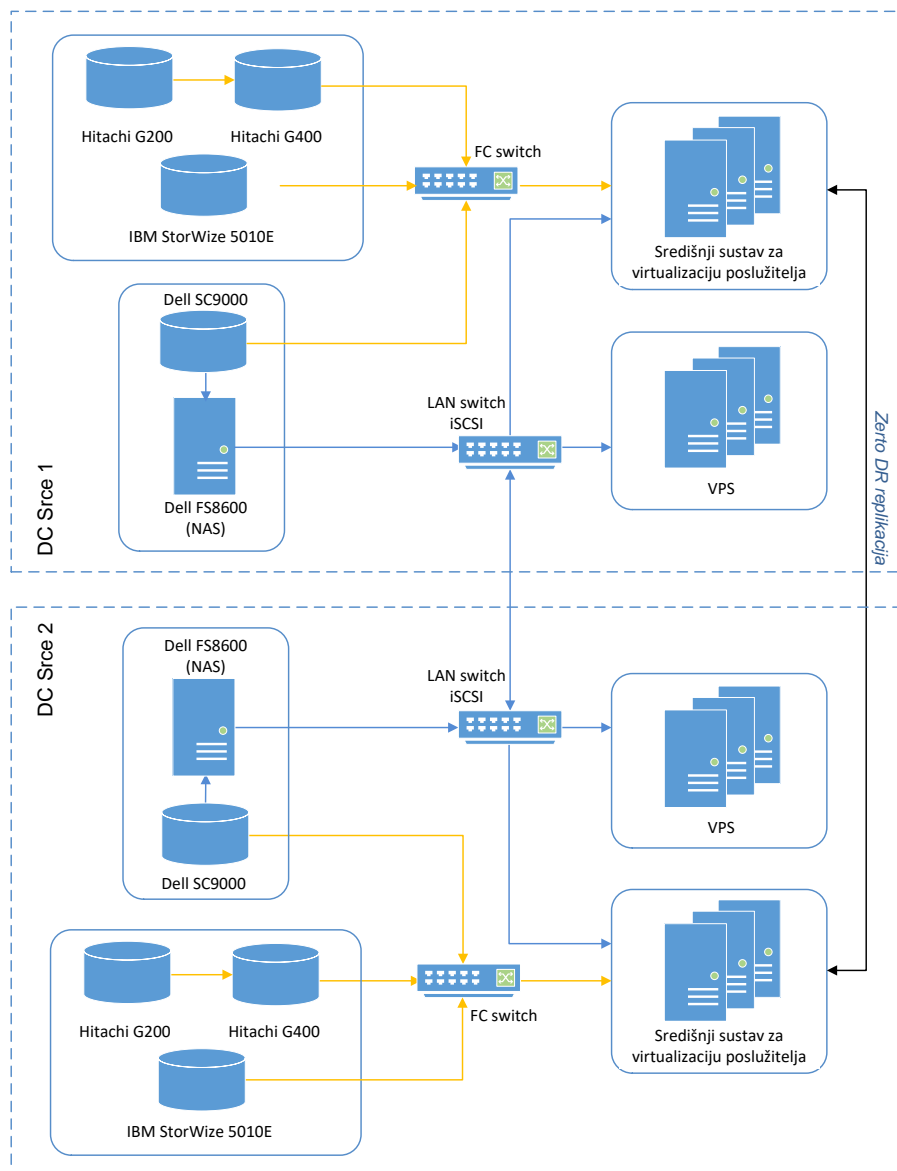 Hitachi G200
Hitachi G400
FC switch
IBM StorWize 5010E
Središnji sustav za
virtualizaciju poslužitelja
Dell SC9000
LAN switch
iSCSI
Dell FS8600
(NAS)
VPS
DC Srce 1
Zerto DR replikacija
DC Srce 2
Dell FS8600
(NAS)
LAN switch
iSCSI
VPS
Dell SC9000
Hitachi G200
Hitachi G400
FC switch
Središnji sustav za
virtualizaciju poslužitelja
IBM StorWize 5010E